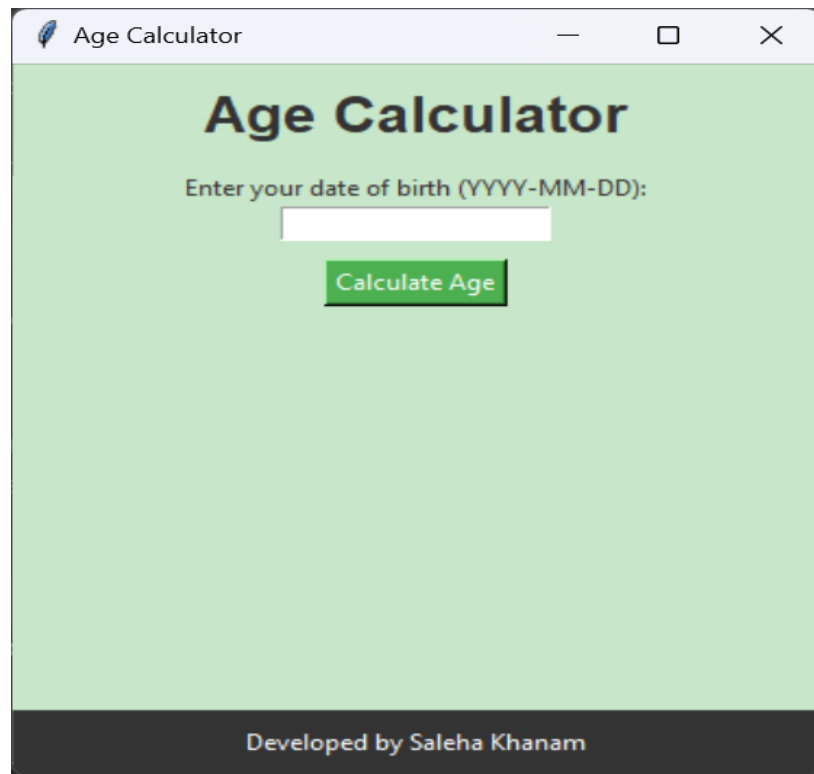 Age Calculator
Age Calculator
Enter your date of birth (YYYY-MM-DD):
Calculate Age
Developed by Saleha Khanam